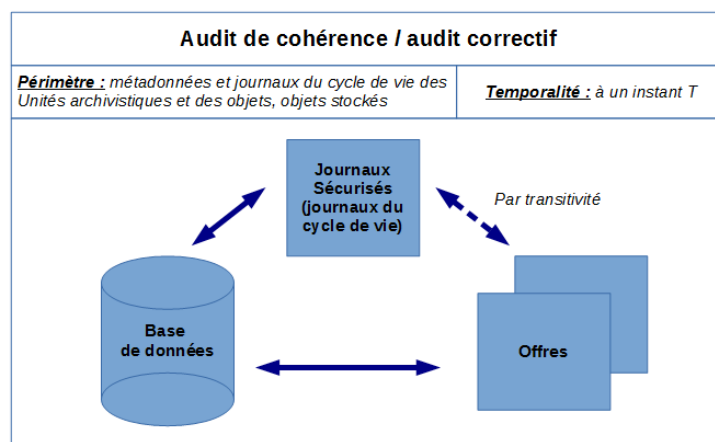 Audit de cohérence / audit correctif
Périmètre : métadonnées et journaux du cycle de vie des
Unités archivistiques et des objets, objets stockés
Temporalité : à un instant T
Journaux
Sécurisés
(journaux du
cycle de vie)
Par transitivité
Base
de données
Offres